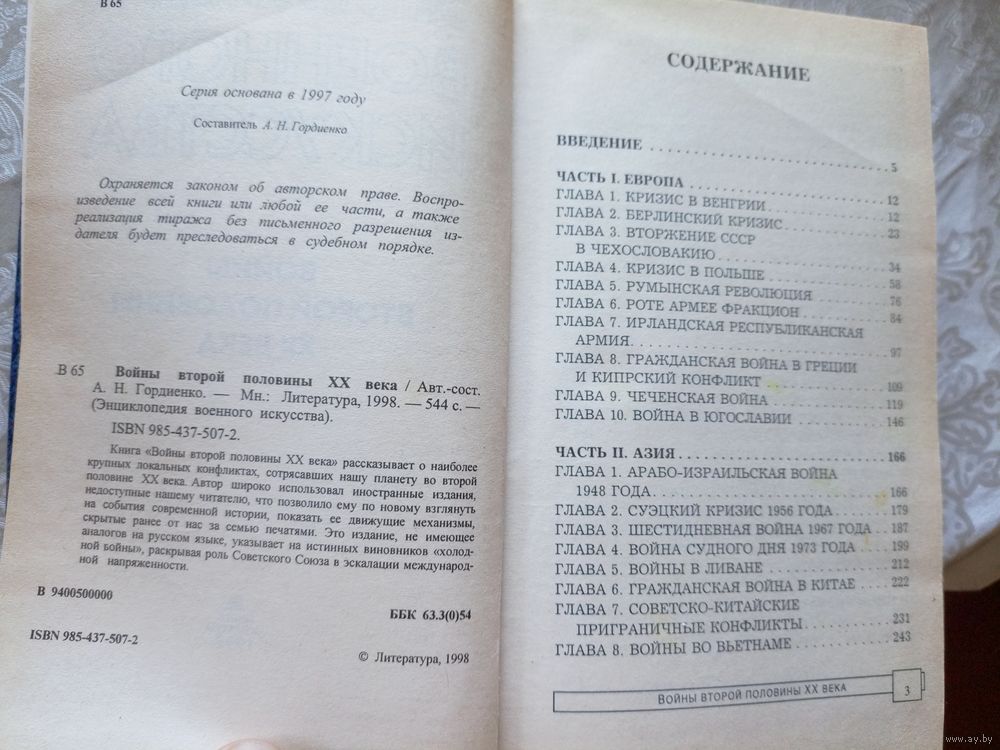 В 65
Серия основана в 1997 году
Составитель А. Н. Гордиенко
Охраняется законом об авторском праве. Воспро-
изведение всей книги или любой ее части, а также
реализация тиража без письменного разрешения из-
дателя будет преследоваться в судебном порядке.
В 65 Войны второй половины XX века / Авт.-сост.
А. Н. Гордиенко. — Мн.: Литература, 1998. — 544 с. —
(Энциклопедия военного искусства).
ISBN 985-437-507-2.
Книга «Войны второй половины XX века» рассказывает о наиболее
крупных локальных конфликтах, сотрясавших нашу планету во второй
половине XX века. Автор широко использовал иностранные издания,
недоступные нашему читателю, что позволило ему по новому взглянуть
на события современной истории, показать ее движущие механизмы,
скрытые ранее от нас за семью печатями. Это издание, не имеющее
аналогов на русском языке, указывает на истинных виновников «холод-
ной войны», раскрывая роль Советского Союза в эскалации международ-
ной напряженности.
В 9400500000
ББК 63.3(0)54
ISBN 985-437-507-2
© Литература, 1998
СОДЕРЖАНИЕ
ВВЕДЕНИЕ . . . 5
ЧАСТЬ I. ЕВРОПА . . . 12
ГЛАВА 1. КРИЗИС В ВЕНГРИИ . . . 12
ГЛАВА 2. БЕРЛИНСКИЙ КРИЗИС . . . 23
ГЛАВА 3. ВТОРЖЕНИЕ СССР
В ЧЕХОСЛОВАКИЮ . . . 34
ГЛАВА 4. КРИЗИС В ПОЛЬШЕ . . . 58
ГЛАВА 5. РУМЫНСКАЯ РЕВОЛЮЦИЯ . . . 76
ГЛАВА 6. РОТЕ АРМЕЕ ФРАКЦИОН . . . 84
ГЛАВА 7. ИРЛАНДСКАЯ РЕСПУБЛИКАНСКАЯ
АРМИЯ. . . . 97
ГЛАВА 8. ГРАЖДАНСКАЯ ВОЙНА В ГРЕЦИИ
И КИПРСКИЙ КОНФЛИКТ . . . 109
ГЛАВА 9. ЧЕЧЕНСКАЯ ВОЙНА . . . 119
ГЛАВА 10. ВОЙНА В ЮГОСЛАВИИ . . . 146
ЧАСТЬ II. АЗИЯ . . . 166
ГЛАВА 1. АРАБО-ИЗРАИЛЬСКАЯ ВОЙНА
1948 ГОДА. . . . 166
ГЛАВА 2. СУЭЦКИЙ КРИЗИС 1956 ГОДА . . . 179
ГЛАВА 3. ШЕСТИДНЕВНАЯ ВОЙНА 1967 ГОДА . . . 187
ГЛАВА 4. ВОЙНА СУДНОГО ДНЯ 1973 ГОДА . . . 199
ГЛАВА 5. ВОЙНЫ В ЛИВАНЕ . . . 212
ГЛАВА 6. ГРАЖДАНСКАЯ ВОЙНА В КИТАЕ . . . 222
ГЛАВА 7. СОВЕТСКО-КИТАЙСКИЕ
ПРИГРАНИЧНЫЕ КОНФЛИКТЫ . . . 231
ГЛАВА 8. ВОЙНЫ ВО ВЬЕТНАМЕ . . . 243
ВОЙНЫ ВТОРОЙ ПОЛОВИНЫ XX ВЕКА 3
www.ay.by